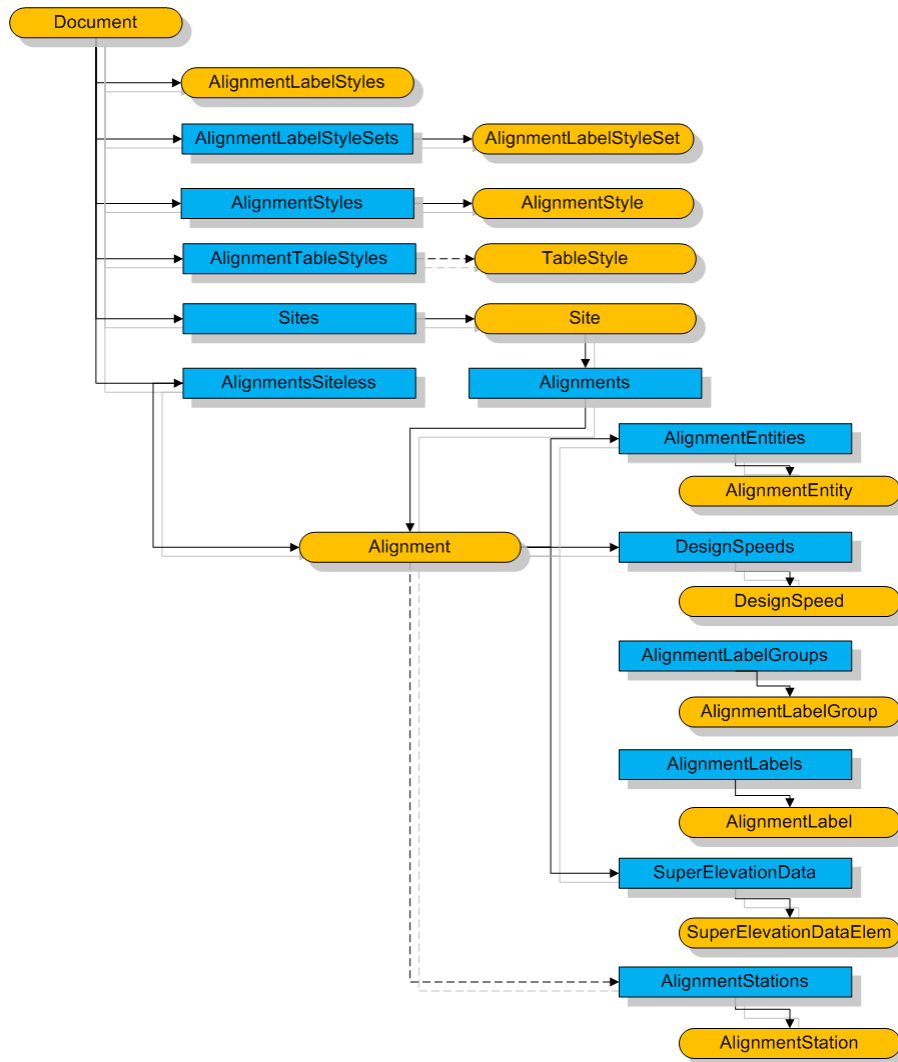 Document
AlignmentLabelStyles
AlignmentLabelStyleSets
AlignmentLabelStyleSet
AlignmentStyles
AlignmentStyle
AlignmentTableStyles
TableStyle
Sites
Site
AlignmentsSiteless
Alignments
AlignmentEntities
AlignmentEntity
Alignment
DesignSpeeds
DesignSpeed
AlignmentLabelGroups
AlignmentLabelGroup
AlignmentLabels
AlignmentLabel
SuperElevationData
SuperElevationDataElem
AlignmentStations
AlignmentStation